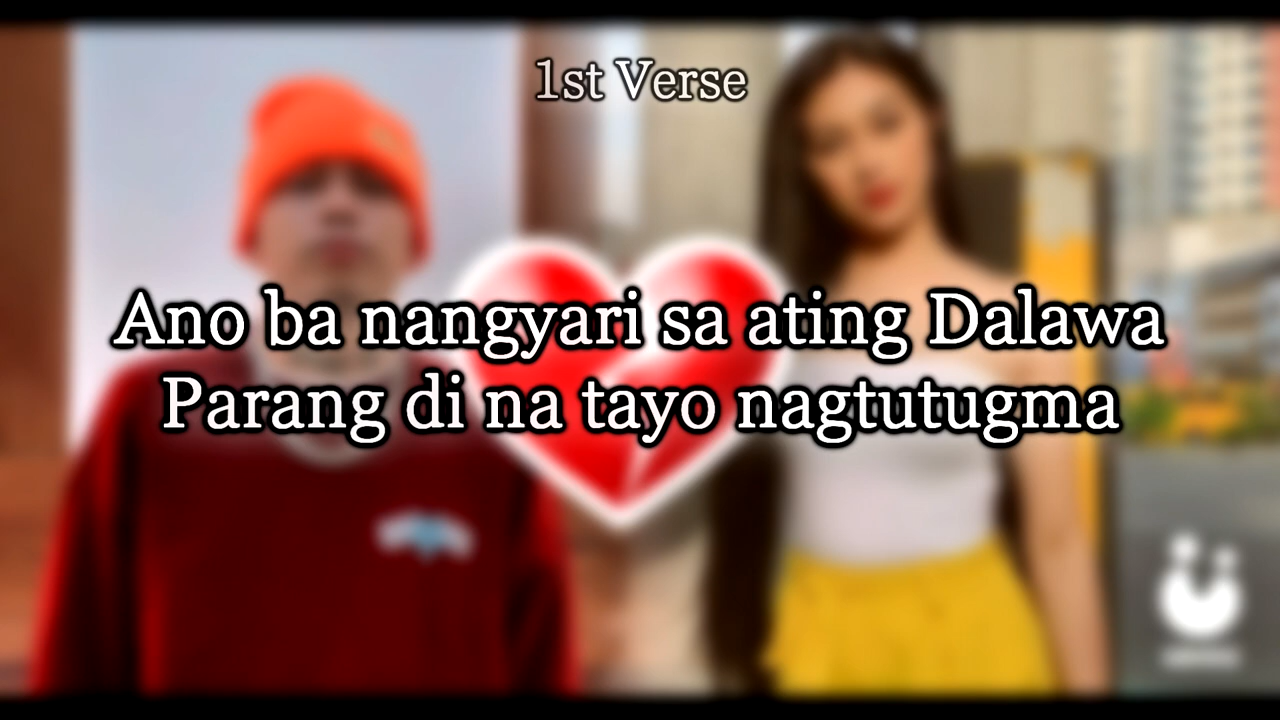 1st Verse
Ano ba nangyari sa ating Dalawa
Parang di na tayo nagtutugma